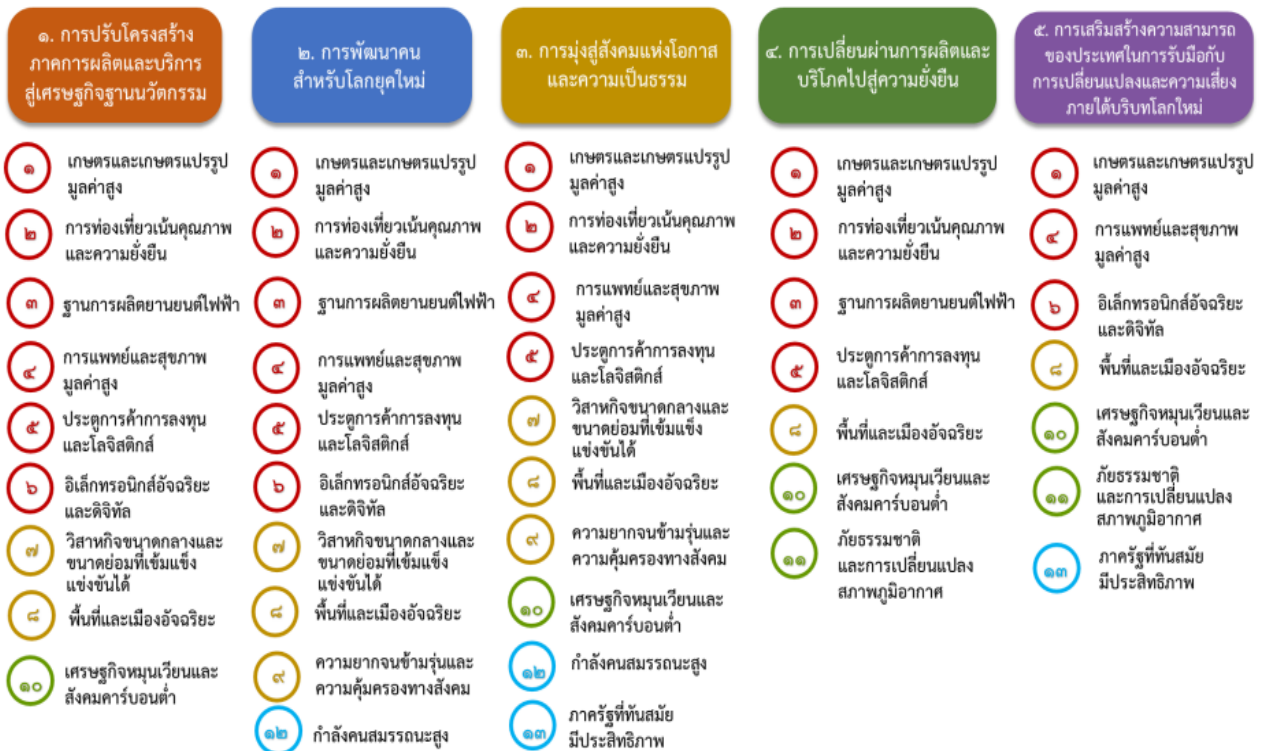 ๑. การปรับโครงสร้าง
ภาคการผลิตและบริการ
สู่เศรษฐกิจฐานนวัตกรรม
๑
เกษตรและเกษตรแปรรูป
มูลค่าสูง
๒
การท่องเที่ยวเน้นคุณภาพ
และความยั่งยืน
๓
ฐานการผลิตยานยนต์ไฟฟ้า
๔
การแพทย์และสุขภาพ
มูลค่าสูง
๕
ประตูการค้าการลงทุน
และโลจิสติกส์
๖
อิเล็กทรอนิกส์อัจฉริยะ
และดิจิทัล
๗
วิสาหกิจขนาดกลางและ
ขนาดย่อมที่เข้มแข็ง
แข่งขันได้
๘
พื้นที่และเมืองอัจฉริยะ
๑๐
เศรษฐกิจหมุนเวียนและ
สังคมคาร์บอนต่ำ
๒. การพัฒนาคน
สำหรับโลกยุคใหม่
๑
เกษตรและเกษตรแปรรูป
มูลค่าสูง
๒
การท่องเที่ยวเน้นคุณภาพ
และความยั่งยืน
๓
ฐานการผลิตยานยนต์ไฟฟ้า
๔
การแพทย์และสุขภาพ
มูลค่าสูง
๕
ประตูการค้าการลงทุน
และโลจิสติกส์
๖
อิเล็กทรอนิกส์อัจฉริยะ
และดิจิทัล
๗
วิสาหกิจขนาดกลางและ
ขนาดย่อมที่เข้มแข็ง
แข่งขันได้
๘
พื้นที่และเมืองอัจฉริยะ
๙
ความยากจนข้ามรุ่นและ
ความคุ้มครองทางสังคม
๑๒
กำลังคนสมรรถนะสูง
๓. การมุ่งสู่สังคมแห่งโอกาส
และความเป็นธรรม
๑
เกษตรและเกษตรแปรรูป
มูลค่าสูง
๒
การท่องเที่ยวเน้นคุณภาพ
และความยั่งยืน
๔
การแพทย์และสุขภาพ
มูลค่าสูง
๕
ประตูการค้าการลงทุน
และโลจิสติกส์
๗
วิสาหกิจขนาดกลางและ
ขนาดย่อมที่เข้มแข็ง
แข่งขันได้
๘
พื้นที่และเมืองอัจฉริยะ
๙
ความยากจนข้ามรุ่นและ
ความคุ้มครองทางสังคม
๑๐
เศรษฐกิจหมุนเวียนและ
สังคมคาร์บอนต่ำ
๑๒
กำลังคนสมรรถนะสูง
๑๓
ภาครัฐที่ทันสมัย
มีประสิทธิภาพ
๔. การเปลี่ยนผ่านการผลิตและ
บริโภคไปสู่ความยั่งยืน
๑
เกษตรและเกษตรแปรรูป
มูลค่าสูง
๒
การท่องเที่ยวเน้นคุณภาพ
และความยั่งยืน
๓
ฐานการผลิตยานยนต์ไฟฟ้า
๕
ประตูการค้าการลงทุน
และโลจิสติกส์
๘
พื้นที่และเมืองอัจฉริยะ
๑๐
เศรษฐกิจหมุนเวียนและ
สังคมคาร์บอนต่ำ
๑๑
ภัยธรรมชาติ
และการเปลี่ยนแปลง
สภาพภูมิอากาศ
๕. การเสริมสร้างความสามารถ
ของประเทศในการรับมือกับ
การเปลี่ยนแปลงและความเสี่ยง
ภายใต้บริบทโลกใหม่
๑
เกษตรและเกษตรแปรรูป
มูลค่าสูง
๔
การแพทย์และสุขภาพ
มูลค่าสูง
๖
อิเล็กทรอนิกส์อัจฉริยะ
และดิจิทัล
๘
พื้นที่และเมืองอัจฉริยะ
๑๐
เศรษฐกิจหมุนเวียนและ
สังคมคาร์บอนต่ำ
๑๑
ภัยธรรมชาติ
และการเปลี่ยนแปลง
สภาพภูมิอากาศ
๑๓
ภาครัฐที่ทันสมัย
มีประสิทธิภาพ